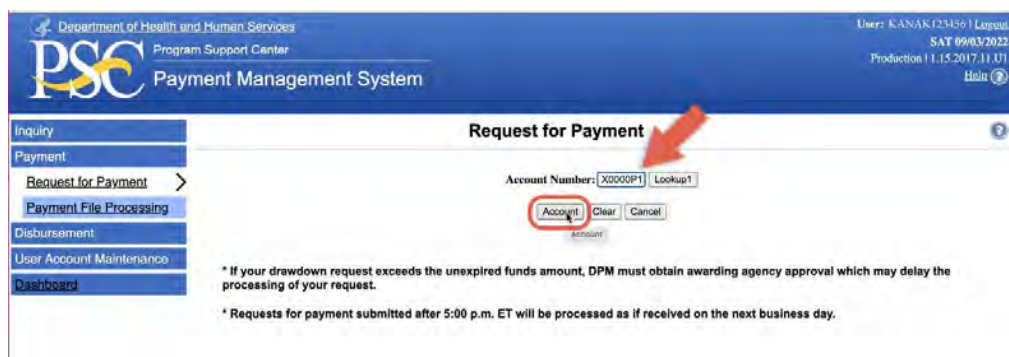 Department of Health and Human Services
User: KANAK123456 | Logout
SAT 09/03/2022
PSC Program Support Center
Production | 1.15.2017.11.U1
Payment Management System
Help
Inquiry
Request for Payment
Payment
Account Number: X0000P1 Lookup1
Request for Payment
Payment File Processing
Account Clear Cancel
Account
Disbursement
User Account Maintenance
Dashboard
* If your drawdown request exceeds the unexpired funds amount, DPM must obtain awarding agency approval which may delay the
processing of your request.
* Requests for payment submitted after 5:00 p.m. ET will be processed as if received on the next business day.